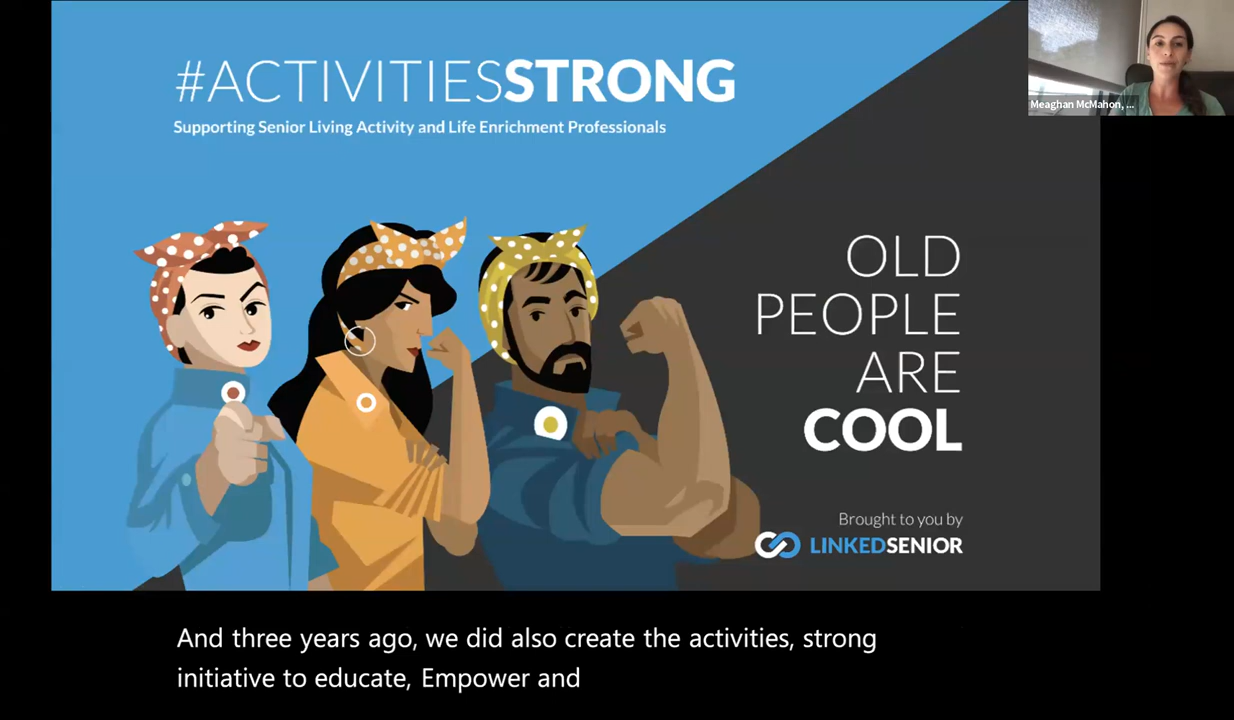 #ACTIVITIESSTRONG
Supporting Senior Living Activity and Life Enrichment Professionals
Meaghan McMahon, ...
OLD
PEOPLE
ARE
COOL
Brought to you by
LINKEDSENIOR
And three years ago, we did also create the activities, strong
initiative to educate, Empower and